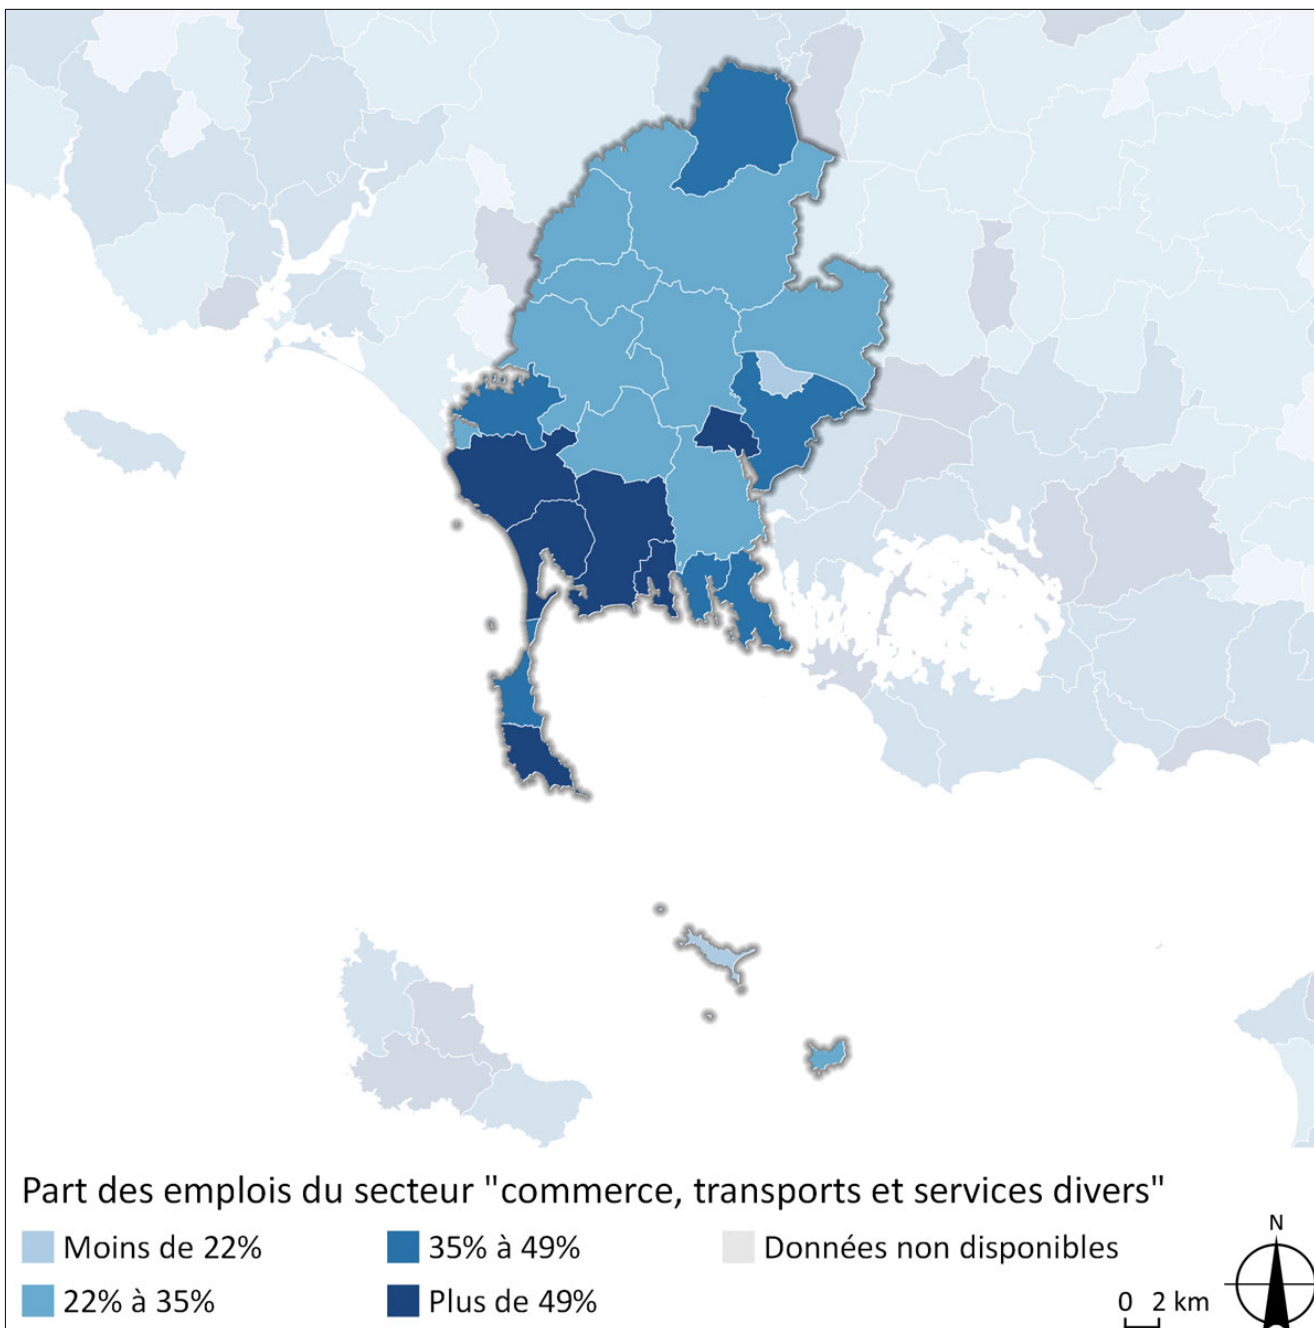 Part des emplois du secteur "commerce, transports et services divers"
Moins de 22%
35% à 49%
Données non disponibles
22% à 35%
Plus de 49%
0 2 km
N